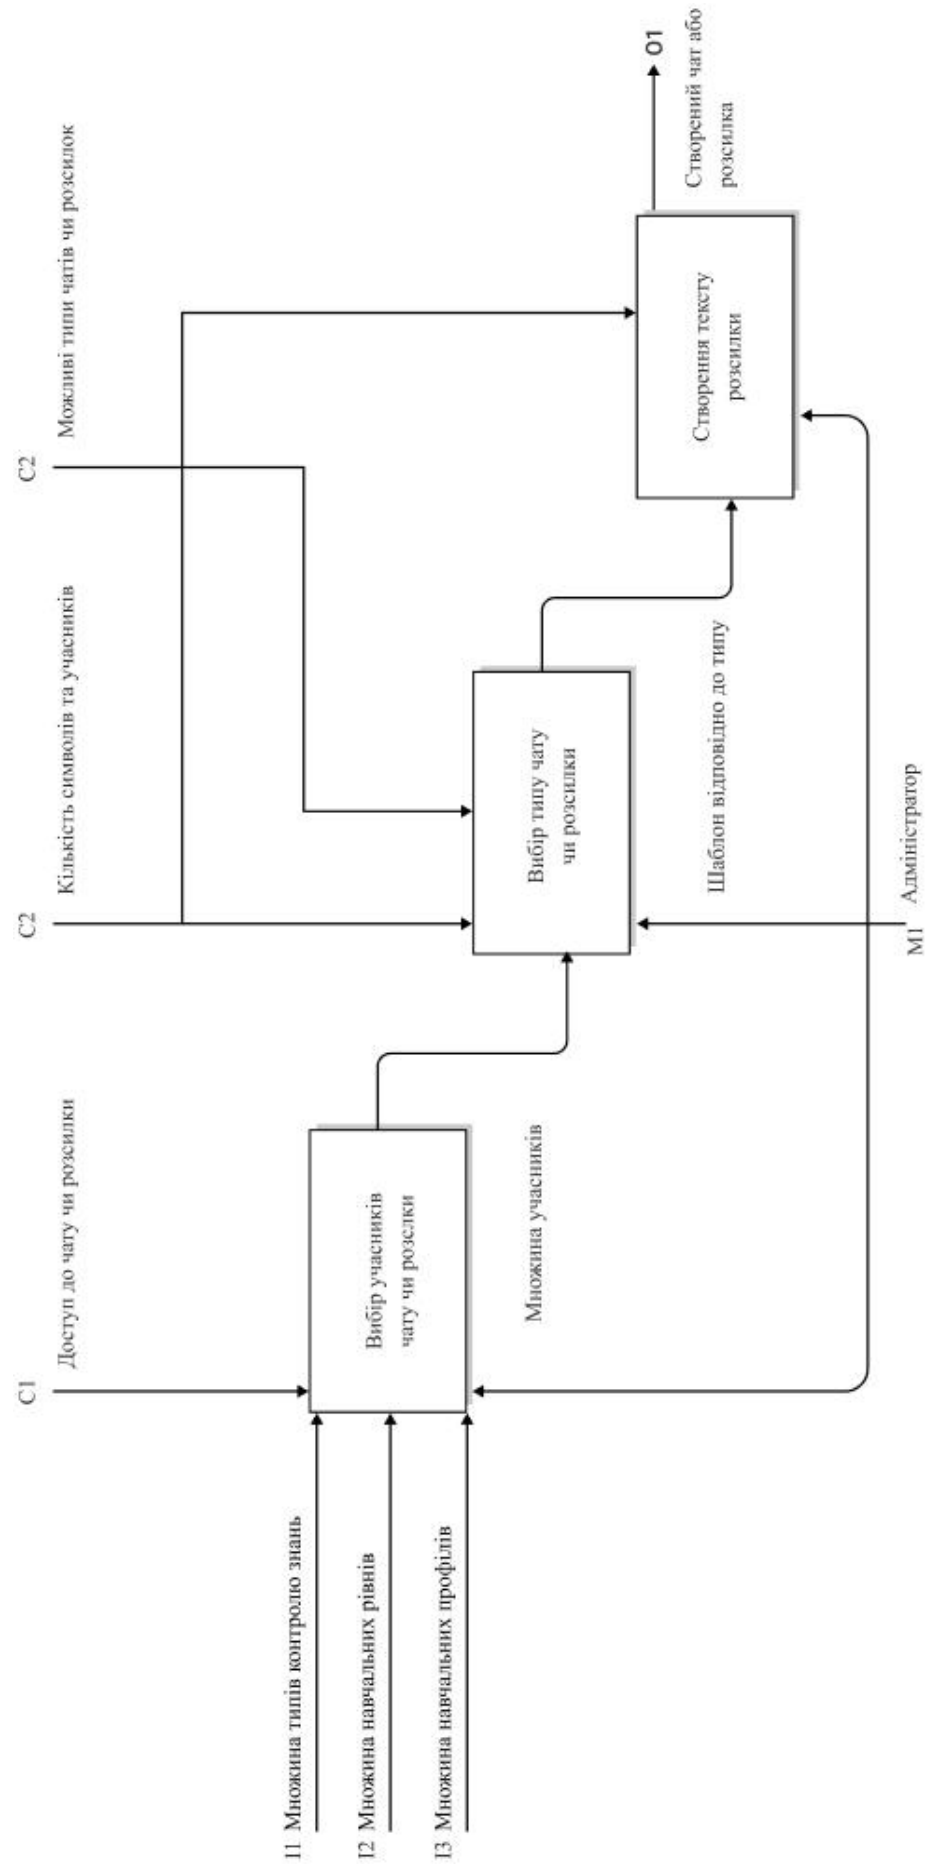 C1
Доступ до чату чи розсилки
C2
Кількість символів та учасників
C2
Можливі типи чатів чи розсилок
I1 Множина типів контролю знань
I2 Множина навчальних рівнів
I3 Множина навчальних профілів
Вибір учасників
чату чи розслки
Множина учасників
Вибір типу чату
чи розсилки
Шаблон відповідно до типу
Створення тексту
розсилки
O1
Створений чат або
розсилка
M1 Адміністратор